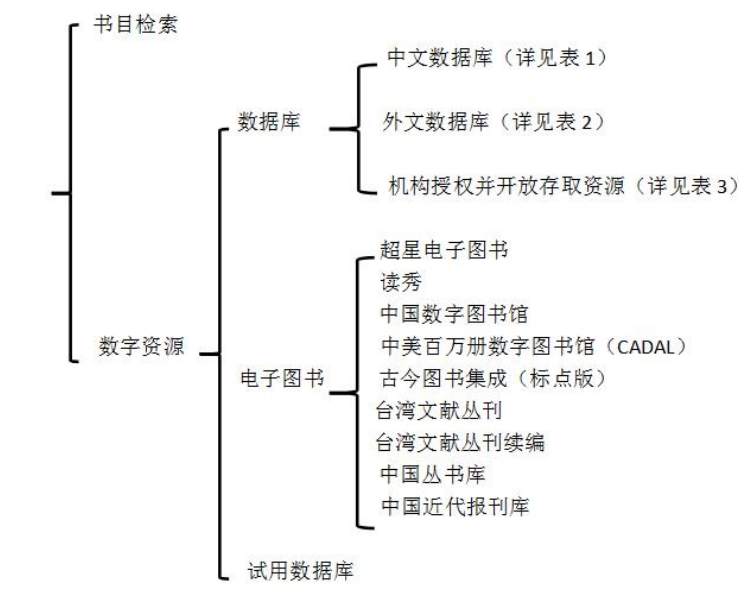 书目检索
中文数据库（详见表1）
数据库
外文数据库（详见表2）
机构授权并开放存取资源（详见表3）
超星电子图书
读秀
中国数字图书馆
数字资源
中美百万册数字图书馆（CADAL）
电子图书
古今图书集成（标点版）
台湾文献丛刊
台湾文献丛刊续编
中国丛书库
中国近代报刊库
试用数据库